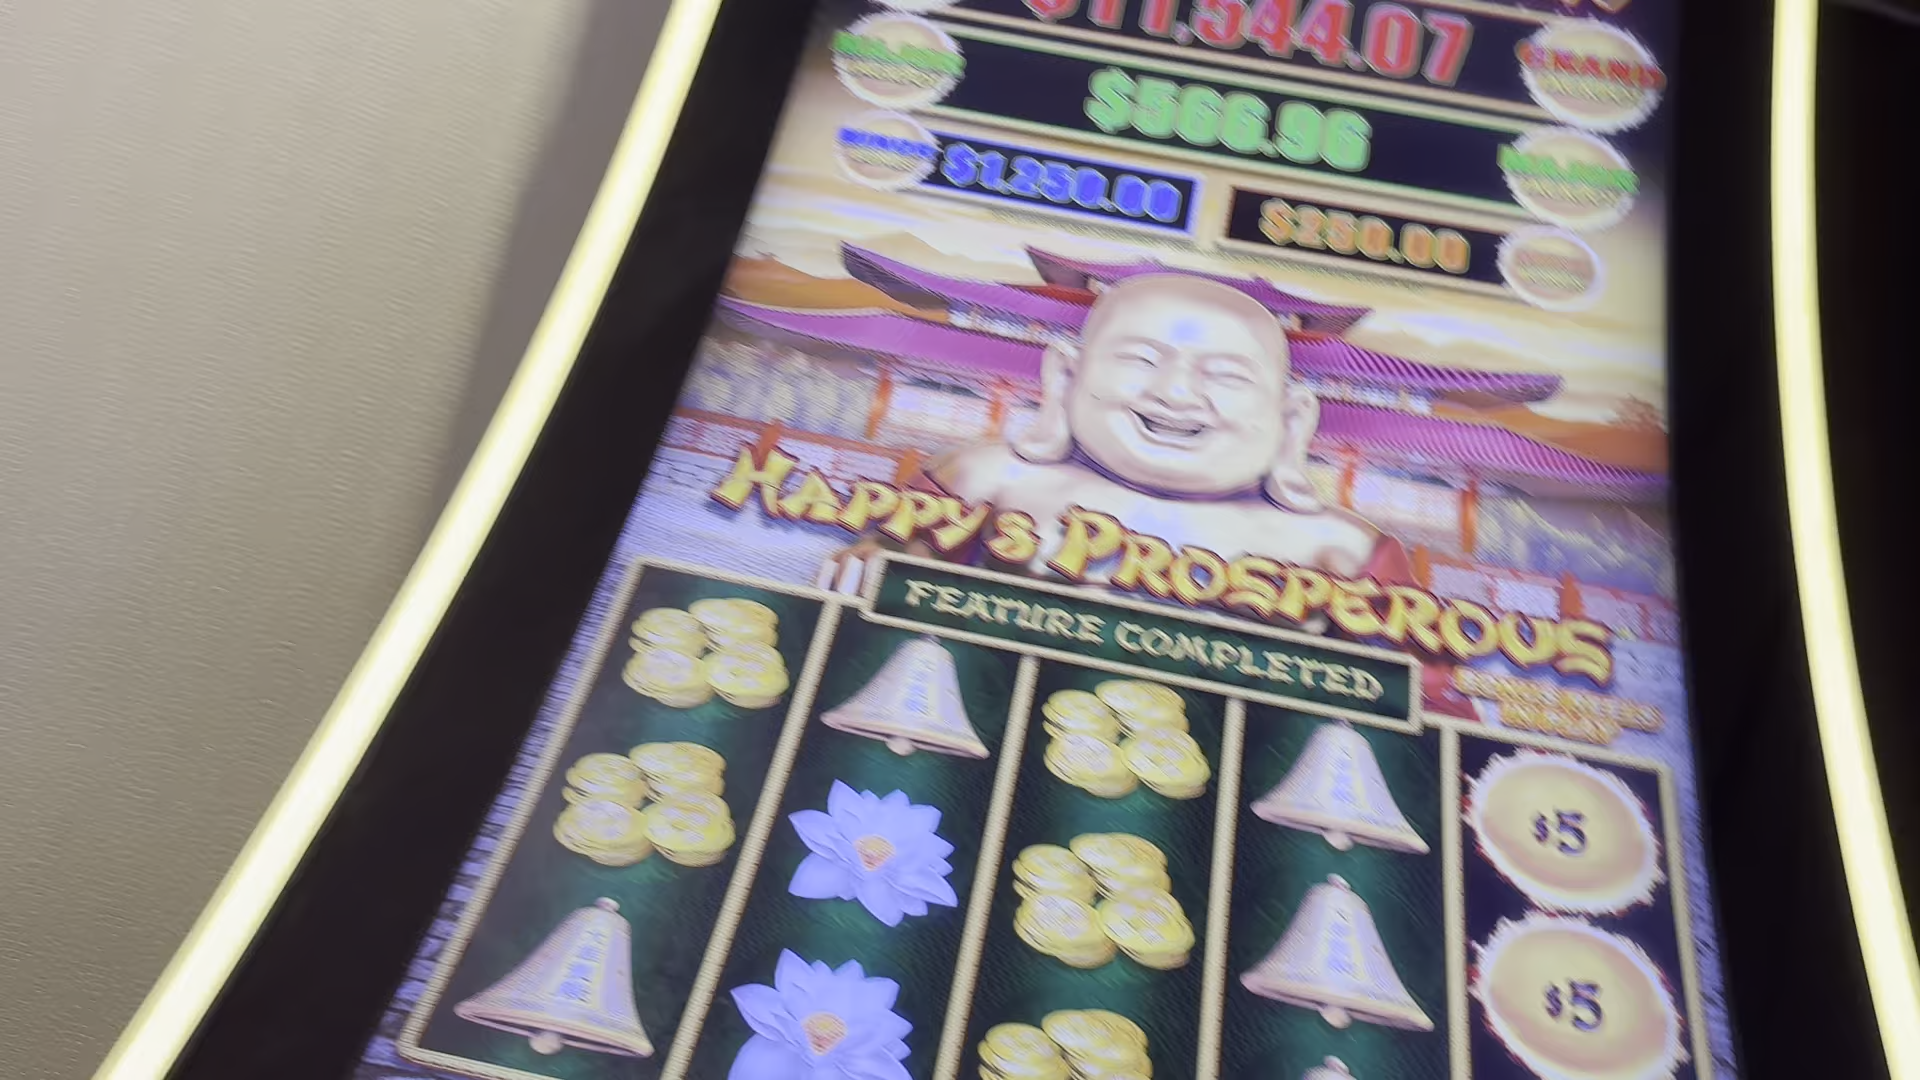 $11,544.07
MAJOR
GRAND
$566.96
MINOR
$1,250.00
MAJOR
$250.00
HAPPY & PROSPEROUS
FEATURE COMPLETED
$5
$5